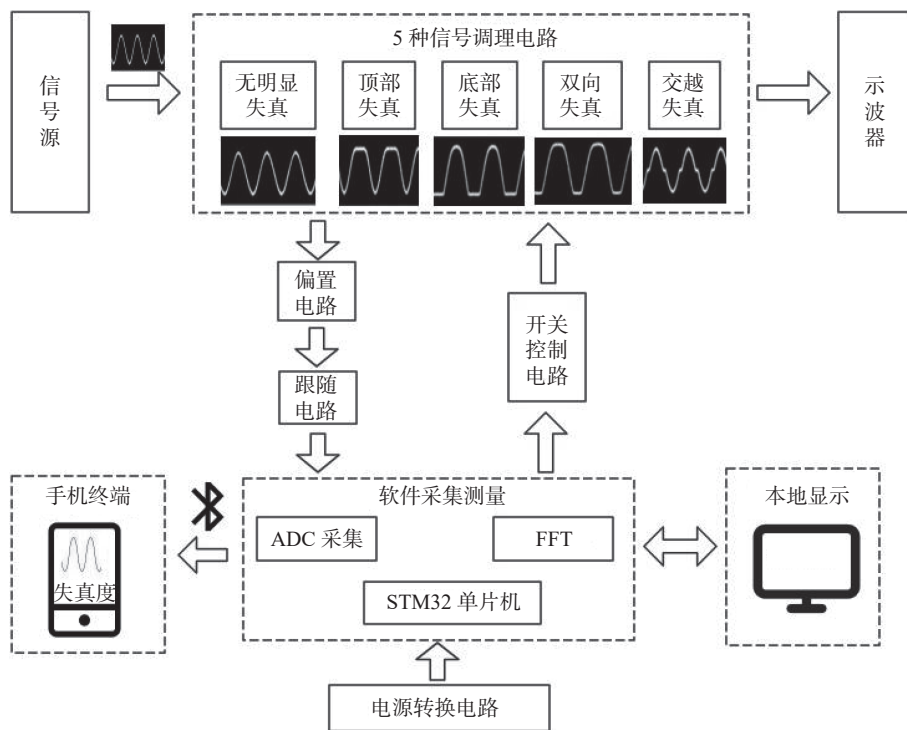 5 种信号调理电路
信
号
源
无明显
失真
顶部
失真
底部
失真
双向
失真
交越
失真
示
波
器
偏置
电路
跟随
电路
开关
控制
电路
手机终端
失真度
软件采集测量
ADC 采集
FFT
STM32 单片机
本地显示
电源转换电路